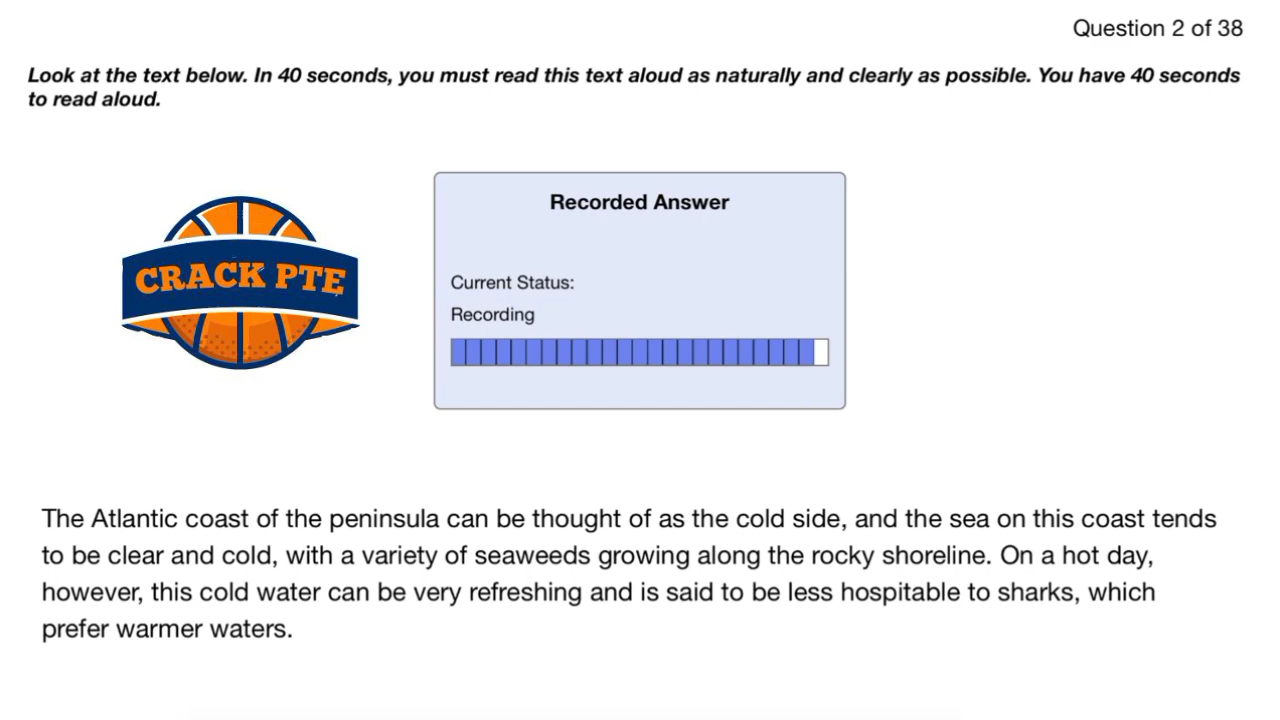 Question 2 of 38
Look at the text below. In 40 seconds, you must read this text aloud as naturally and clearly as possible. You have 40 seconds
to read aloud.
CRACK PTE
Recorded Answer
Current Status:
Recording
The Atlantic coast of the peninsula can be thought of as the cold side, and the sea on this coast tends
to be clear and cold, with a variety of seaweeds growing along the rocky shoreline. On a hot day,
however, this cold water can be very refreshing and is said to be less hospitable to sharks, which
prefer warmer waters.